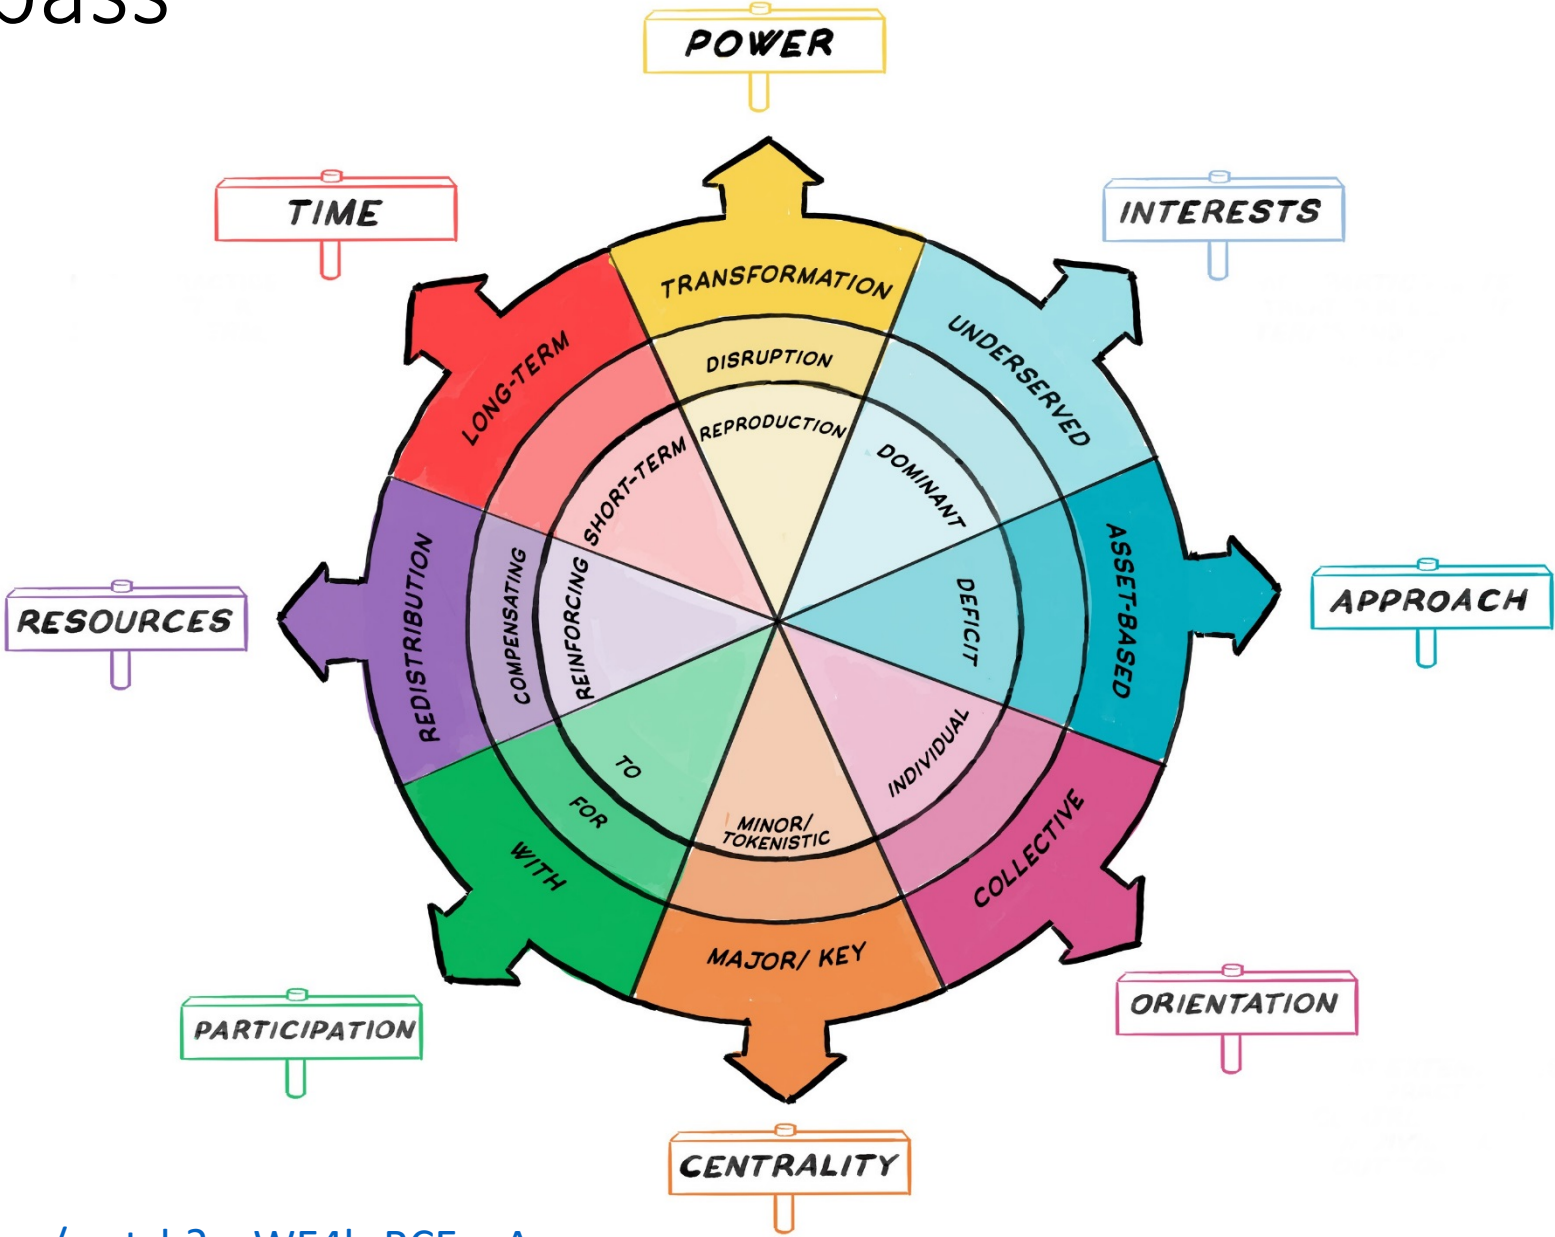 POWER
TIME
INTERESTS
TRANSFORMATION
DISRUPTION
REPRODUCTION
LONG-TERM
SHORT-TERM
UNDERSERVED
DOMINANT
RESOURCES
REDISTRIBUTION
COMPENSATING
REINFORCING
DEFICIT
ASSET-BASED
APPROACH
TO
FOR
WITH
MINOR/
TOKENISTIC
MAJOR/ KEY
INDIVIDUAL
COLLECTIVE
PARTICIPATION
ORIENTATION
CENTRALITY